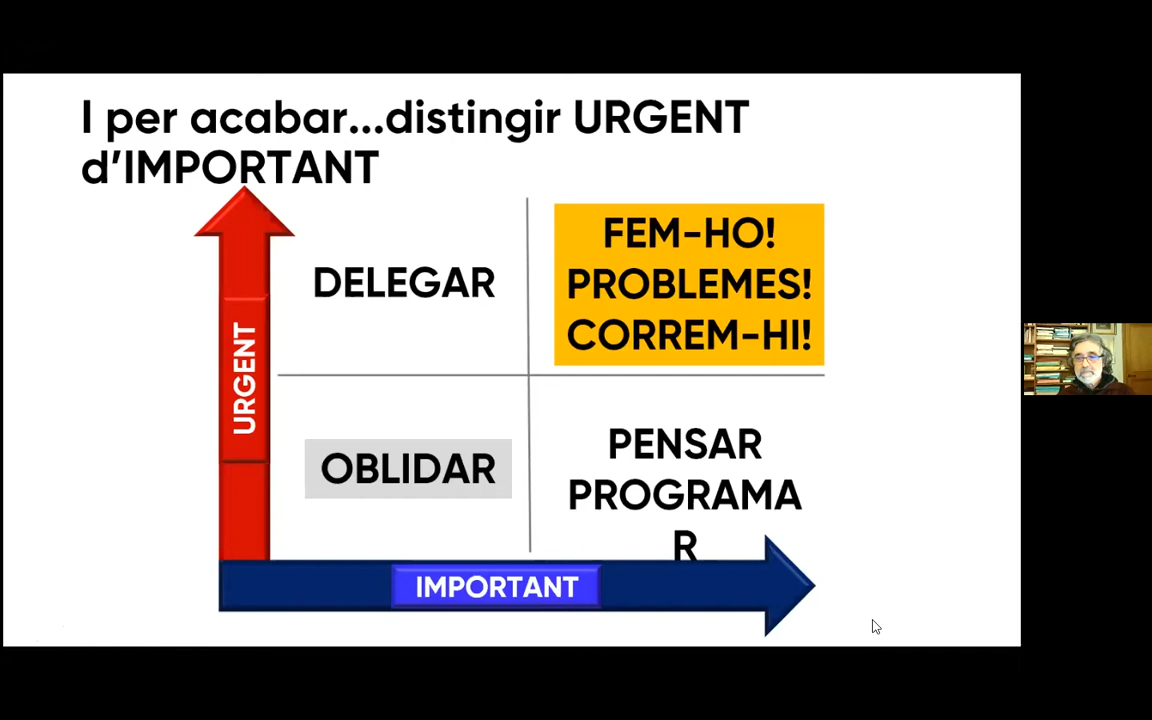 I per acabar...distingir URGENT
d’IMPORTANT
DELEGAR
FEM-HO!
PROBLEMES!
CORREM-HI!
URGENT
OBLIDAR
PENSAR
PROGRAMA
R
IMPORTANT